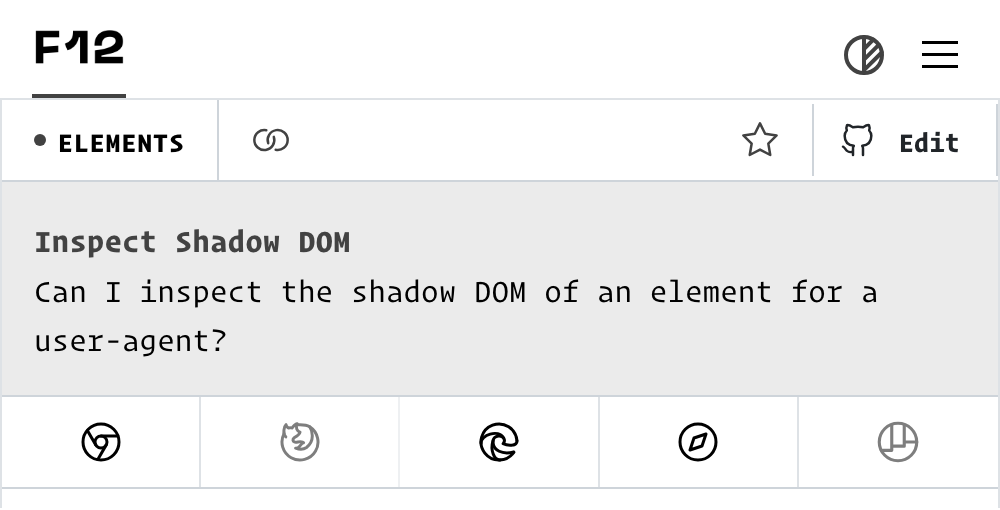 F12
ELEMENTS
Edit
Inspect Shadow DOM
Can I inspect the shadow DOM of an element for a
user-agent?